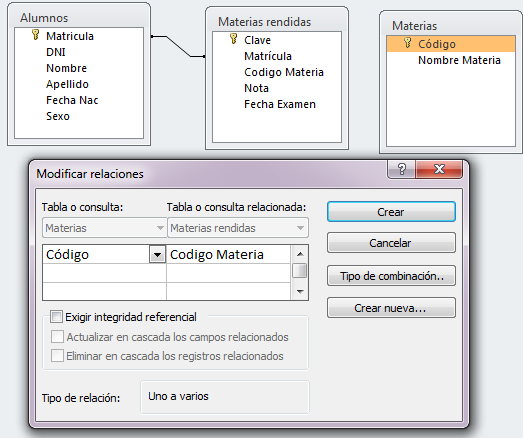 Alumnos
Matricula
DNI
Nombre
Apellido
Fecha Nac
Sexo
Materias rendidas
Clave
Matrícula
Codigo Materia
Nota
Fecha Examen
Materias
Código
Nombre Materia
Modificar relaciones
?
Tabla o consulta:
Tabla o consulta relacionada:
Materias
Materias rendidas
Código
Codigo Materia
Exigir integridad referencial
Actualizar en cascada los campos relacionados
Eliminar en cascada los registros relacionados
Tipo de relación:
Uno a varios
Crear
Cancelar
Tipo de combinación..
Crear nueva...